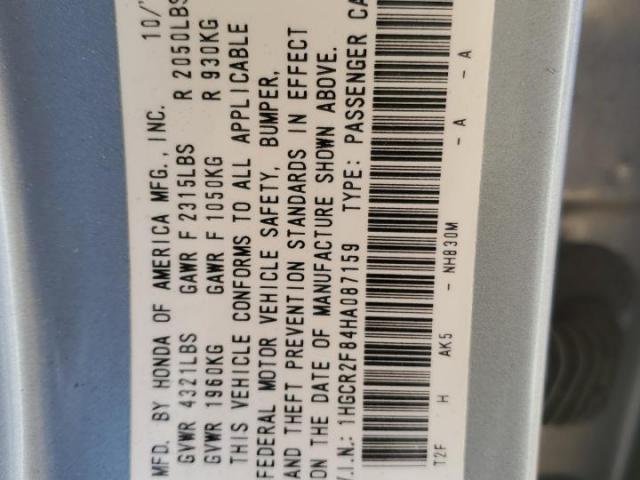 MFD. BY HONDA OF AMERICA MFG., INC. 10/
GVWR 4321LBS GAWR F 2315LBS R 2050LBS
GVWR 1960KG GAWR F 1050KG R 930KG
THIS VEHICLE CONFORMS TO ALL APPLICABLE
FEDERAL MOTOR VEHICLE SAFETY, BUMPER,
AND THEFT PREVENTION STANDARDS IN EFFECT
ON THE DATE OF MANUFACTURE SHOWN ABOVE.
V.I.N.: 1HGCR2F84HA087159 TYPE: PASSENGER CA
T2F H AK5 - NH830M - A - A